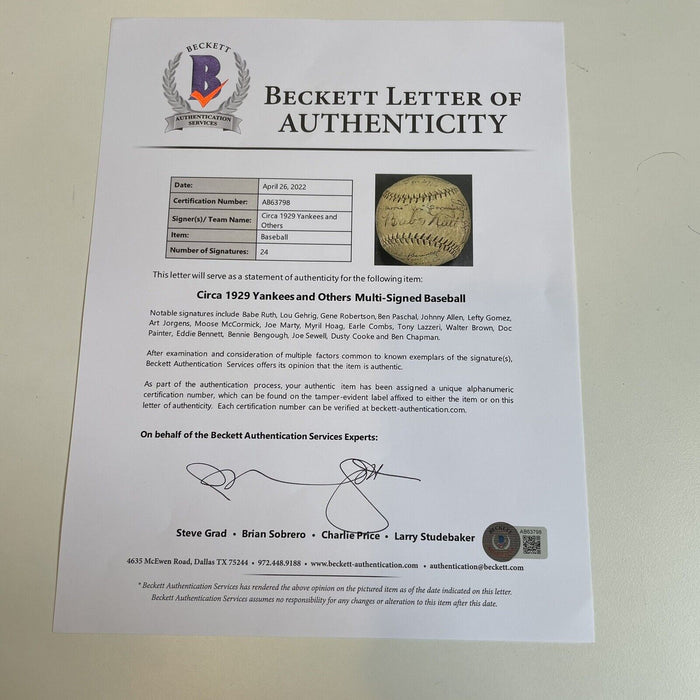 BECKETT
B
AUTHENTICATION
SERVICES
BECKETT LETTER OF
AUTHENTICITY
Date: April 26, 2022
Certification Number: AB63798
Signer(s)/ Team Name: Circa 1929 Yankees and
Others
Item: Baseball
Number of Signatures: 24
Babe Ruth
This letter will serve as a statement of authenticity for the following item:
Circa 1929 Yankees and Others Multi-Signed Baseball
Notable signatures include Babe Ruth, Lou Gehrig, Gene Robertson, Ben Paschal, Johnny Allen, Lefty Gomez,
Art Jorgens, Moose McCormick, Joe Marty, Myril Hoag, Earle Combs, Tony Lazzeri, Walter Brown, Doc
Painter, Eddie Bennett, Bennie Bengough, Joe Sewell, Dusty Cooke and Ben Chapman.
After examination and consideration of multiple factors common to known exemplars of the signature(s),
Beckett Authentication Services offers its opinion that the item is authentic.
As part of the authentication process, your authentic item has been assigned a unique alphanumeric
certification number, which can be found on the tamper-evident label affixed to either the item or on this
letter of authenticity. Each certification number can be verified at beckett-authentication.com.
On behalf of the Beckett Authentication Services Experts:
Steve Grad • Brian Sobrero • Charlie Price • Larry Studebaker
BECKETT
AB63798
4635 McEwen Road, Dallas TX 75244 • 972.448.9188 • www.beckett-authentication.com • authentication@beckett.com
* Beckett Authentication Services has rendered the above opinion on the pictured item as of the date indicated on this letter.
Beckett Authentication Services assumes no responsibility for any changes or alteration to this item after this date.